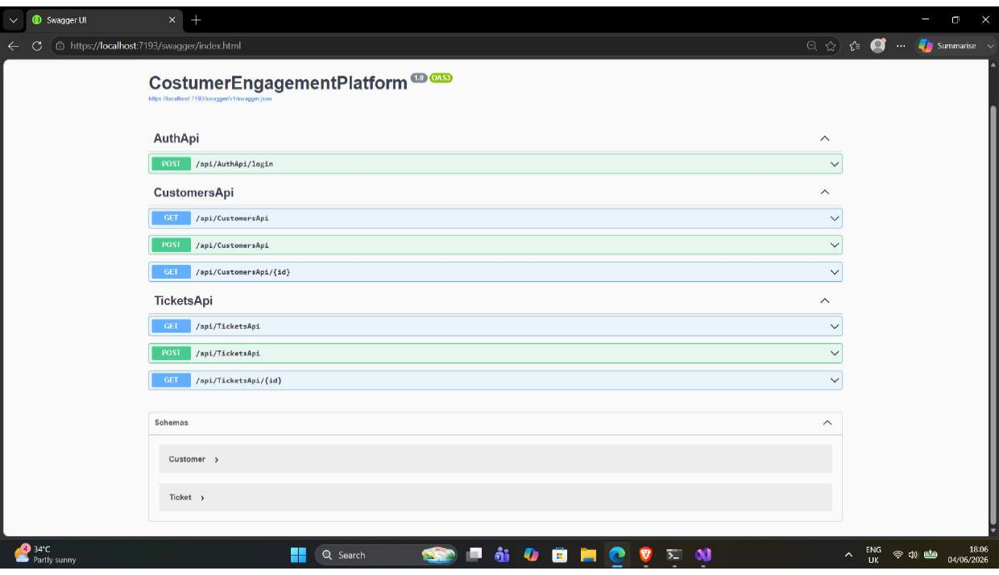 Swagger UI
https://localhost:7193/swagger/index.html
Summarise
CostumerEngagementPlatform 1.0 OAS3
https://localhost:7193/swagger/v1/swagger.json
AuthApi
POST /api/AuthApi/login
CustomersApi
GET /api/CustomersApi
POST /api/CustomersApi
GET /api/CustomersApi/{id}
TicketsApi
GET /api/TicketsApi
POST /api/TicketsApi
GET /api/TicketsApi/{id}
Schemas
Customer
Ticket
4
34°C
Partly sunny
Search
ENG
UK
18:06
04/06/2026